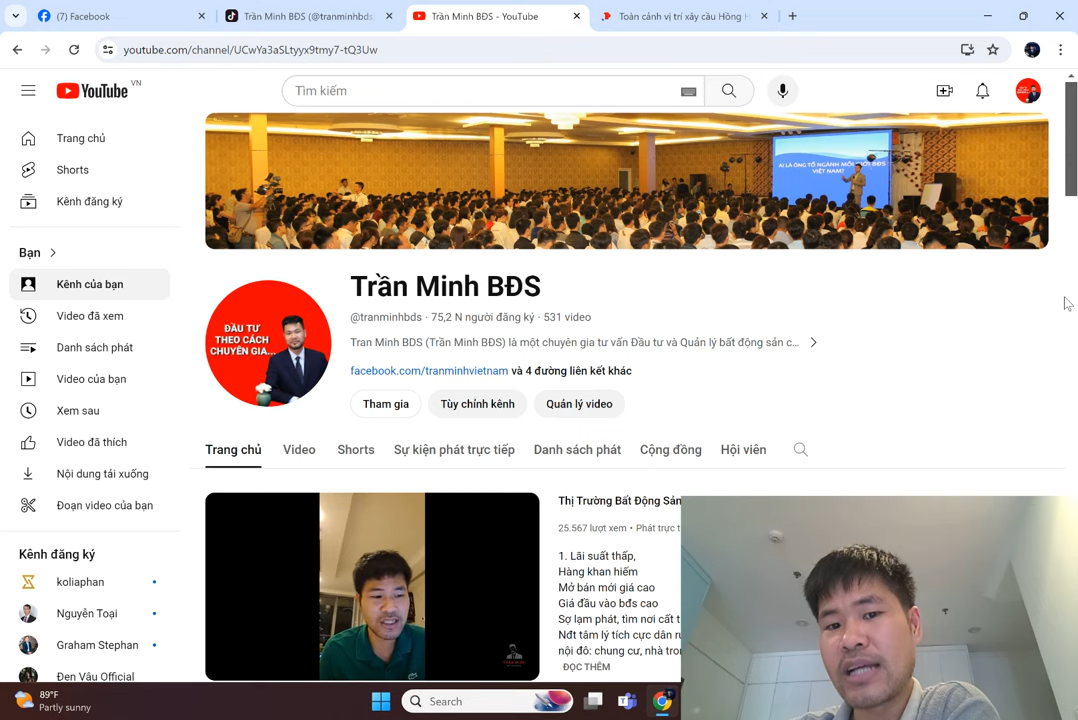 (7) Facebook
Trần Minh BĐS (@tranminhbds)
Trần Minh BĐS - YouTube
Toàn cảnh vị trí xây cầu Hồng H
youtube.com/channel/UCwYa3aSLtyyx9tmy7-tQ3Uw
YouTube VN
Tìm kiếm
Trang chủ
Shorts
Kênh đăng ký
Bạn
Kênh của bạn
Video đã xem
Danh sách phát
Video của bạn
Xem sau
Video đã thích
Nội dung tải xuống
Đoạn video của bạn
Kênh đăng ký
koliaphan
Nguyễn Toại
Graham Stephan
Đen Vâu Official
AI LÀ ÔNG TỔ NGÀNH MÔI GIỚI BĐS
VIỆT NAM?
ĐẦU TƯ
THEO CÁCH
CHUYÊN GIA...
Trần Minh BĐS
@tranminhbds · 75,2 N người đăng ký · 531 video
Tran Minh BDS (Trần Minh BĐS) là một chuyên gia tư vấn Đầu tư và Quản lý bất động sản c...
facebook.com/tranminhvietnam và 4 đường liên kết khác
Tham gia
Tùy chỉnh kênh
Quản lý video
Trang chủ
Video
Shorts
Sự kiện phát trực tiếp
Danh sách phát
Cộng đồng
Hội viên
Thị Trường Bất Động Sản
25.567 lượt xem • Phát trực t
1. Lãi suất thấp,
Hàng khan hiếm
Mở bán mới giá cao
Giá đầu vào bđs cao
Sợ lạm phát, tìm nơi cất t
Nđt tâm lý tích cực dân rủ
nội đô: chung cư, nhà tron
ĐỌC THÊM
89°F
Partly sunny
Search